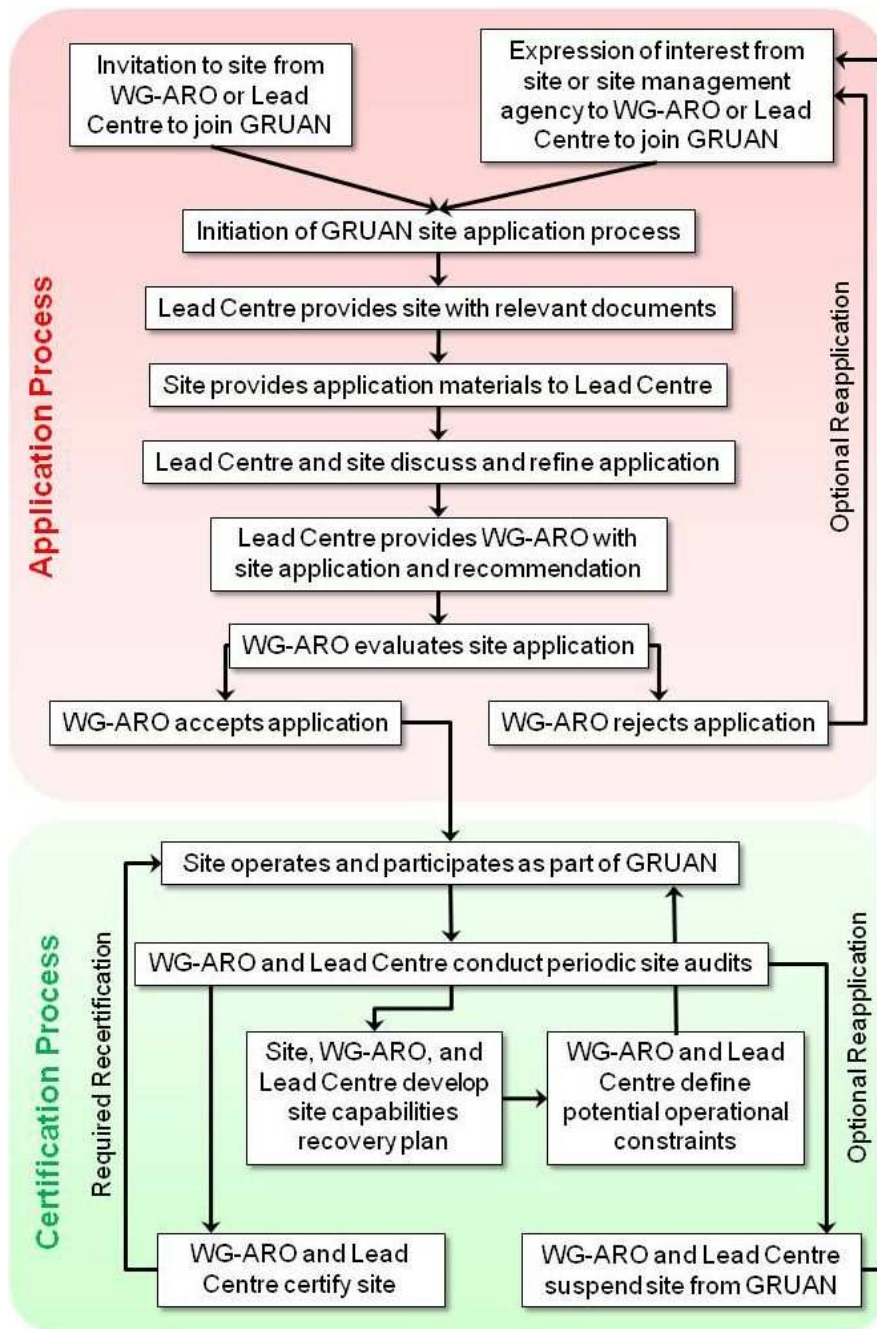 Invitation to site from
WG-ARO or Lead
Centre to join GRUAN
Expression of interest from
site or site management
agency to WG-ARO or Lead
Centre to join GRUAN
Initiation of GRUAN site application process
Lead Centre provides site with relevant documents
Site provides application materials to Lead Centre
Lead Centre and site discuss and refine application
Lead Centre provides WG-ARO with
site application and recommendation
WG-ARO evaluates site application
WG-ARO accepts application
WG-ARO rejects application
Application Process
Optional Reapplication
Site operates and participates as part of GRUAN
WG-ARO and Lead Centre conduct periodic site audits
Site, WG-ARO, and
Lead Centre develop
site capabilities
recovery plan
WG-ARO and Lead
Centre define
potential operational
constraints
WG-ARO and Lead
Centre certify site
WG-ARO and Lead Centre
suspend site from GRUAN
Certification Process
Required Recertification
Optional Reapplication